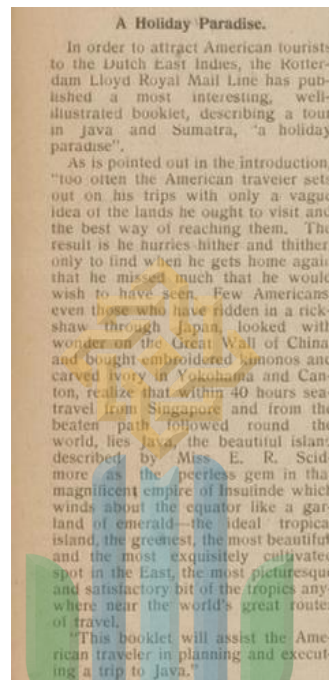 A Holiday Paradise.
In order to attract American tourists
to the Dutch East Indies, the Rotter-
dam Lloyd Royal Mail Line has pub-
lished a most interesting, well-
illustrated booklet, describing a tour
in Java and Sumatra, "a holiday
paradise".
As is pointed out in the introduction,
"too often the American traveler sets
out on his trips with only a vague
idea of the lands he ought to visit and
the best way of reaching them. The
result is he hurries hither and thither
only to find when he gets home again
that he missed much that he would
wish to have seen. Few Americans,
even those who have ridden in a rick-
shaw through Japan, looked with
wonder on the Great Wall of China
and bought embroidered kimonos and
carved ivory in Yokohama and Can-
ton, realize that within 40 hours sea-
travel from Singapore and from the
beaten path followed round the
world, lies Java, the beautiful island
described by Miss E. R. Scid-
more as the peerless gem in that
magnificent empire of Insulinde which
winds about the equator like a gar-
land of emerald—the ideal tropical
island, the greenest, the most beautiful
and the most exquisitely cultivated
spot in the East, the most picturesque
and satisfactory bit of the tropics any-
where near the world's great routes
of travel.
"This booklet will assist the Ame-
rican traveler in planning and execut-
ing a trip to Java."